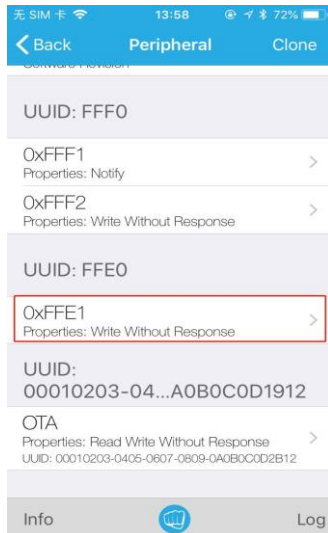 无 SIM 卡 13:58 72%
Back Peripheral Clone
Software Revision
UUID: FFF0
0xFFF1
Properties: Notify
0xFFF2
Properties: Write Without Response
UUID: FFE0
0xFFE1
Properties: Write Without Response
UUID:
00010203-04...A0B0C0D1912
OTA
Properties: Read Write Without Response
UUID: 00010203-0405-0607-0809-0A0B0C0D2B12
Info Log